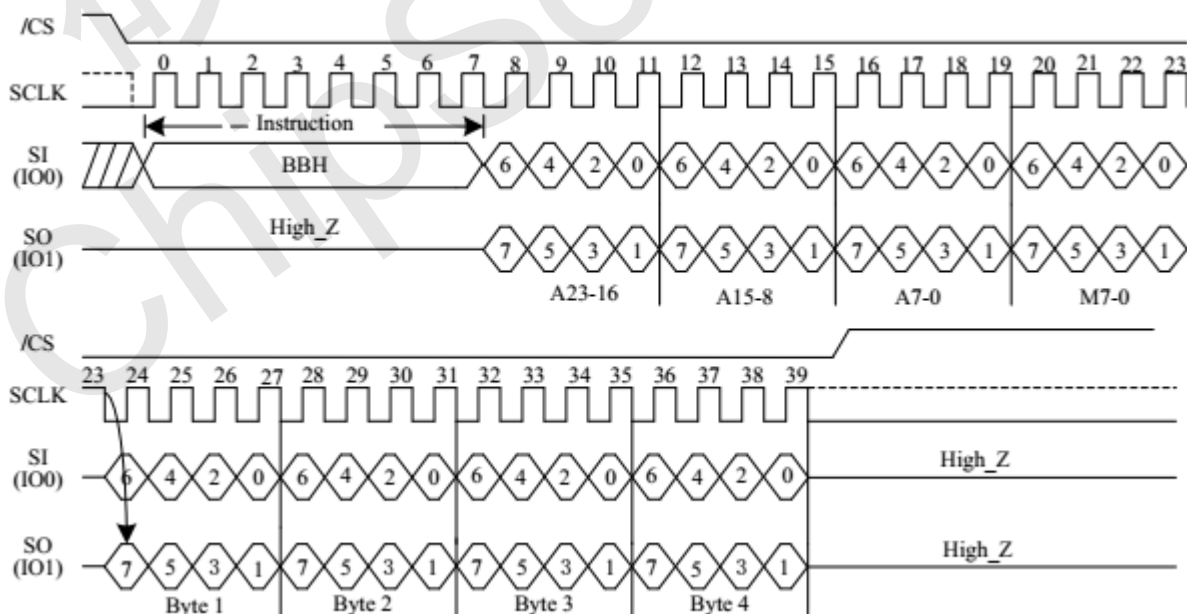 /CS
0 1 2 3 4 5 6 7 8 9 10 11 12 13 14 15 16 17 18 19 20 21 22 23
SCLK
Instruction
SI
(IO0)
BBH
6 4 2 0 6 4 2 0 6 4 2 0 6 4 2 0
High_Z
SO
(IO1)
7 5 3 1 7 5 3 1 7 5 3 1 7 5 3 1
A23-16 A15-8 A7-0 M7-0
/CS
23 24 25 26 27 28 29 30 31 32 33 34 35 36 37 38 39
SCLK
SI
(IO0)
6 4 2 0 6 4 2 0 6 4 2 0 6 4 2 0
High_Z
SO
(IO1)
7 5 3 1 7 5 3 1 7 5 3 1 7 5 3 1
High_Z
Byte 1 Byte 2 Byte 3 Byte 4